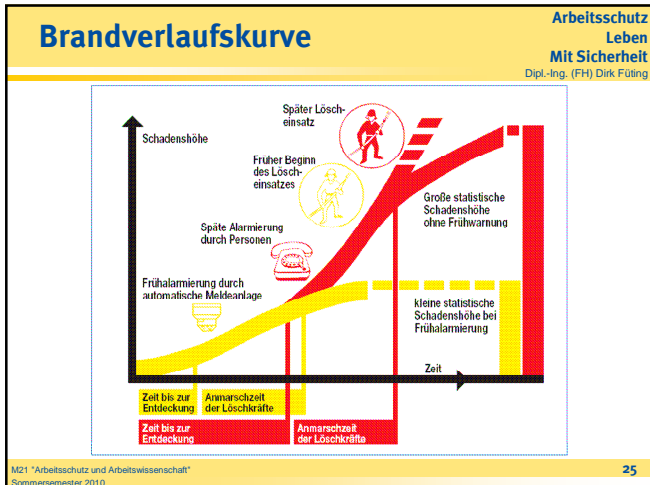 Brandverlaufskurve
Arbeitsschutz
Leben
Mit Sicherheit
Dipl.-Ing. (FH) Dirk Füting
Später Lösch-
einsatz
Schadenshöhe
Früher Beginn
des Lösch-
einsatzes
Große statistische
Schadenshöhe
ohne Frühwarnung
Späte Alarmierung
durch Personen
Frühalarmierung durch
automatische Meldeanlage
kleine statistische
Schadenshöhe bei
Frühalarmierung
Zeit
Zeit bis zur
Entdeckung
Anmarschzeit
der Löschkräfte
Zeit bis zur
Entdeckung
Anmarschzeit
der Löschkräfte
M21 "Arbeitsschutz und Arbeitswissenschaft"
Sommersemester 2010
25